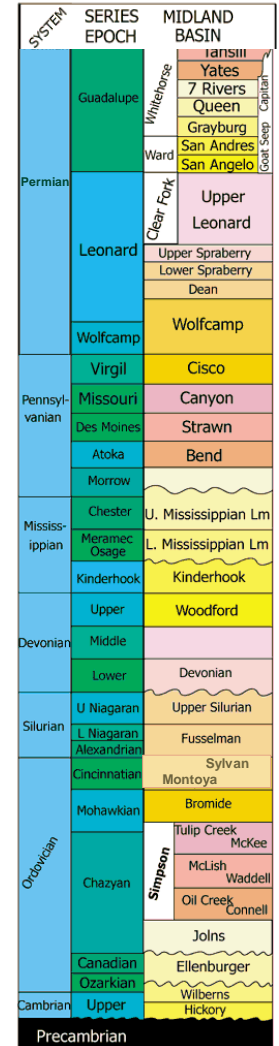 SYSTEM
SERIES
EPOCH
MIDLAND
BASIN
Permian
Guadalupe
Whitehorse
Tansill
Yates
7 Rivers
Queen
Grayburg
Capitan
Ward
San Andres
San Angelo
Goat Seep
Leonard
Clear Fork
Upper
Leonard
Upper Spraberry
Lower Spraberry
Dean
Wolfcamp
Wolfcamp
Pennsyl-
vanian
Virgil
Cisco
Missouri
Canyon
Des Moines
Strawn
Atoka
Bend
Morrow
Mississ-
ippian
Chester
U. Mississippian Lm
Meramec
Osage
L. Mississippian Lm
Kinderhook
Kinderhook
Devonian
Upper
Woodford
Middle
Lower
Devonian
Silurian
U Niagaran
Upper Silurian
L Niagaran
Alexandrian
Fusselman
Ordovician
Cincinnatian
Sylvan
Montoya
Mohawkian
Bromide
Chazyan
Simpson
Tulip Creek
McKee
McLish
Waddell
Oil Creek
Connell
Jolns
Canadian
Ellenburger
Ozarkian
Cambrian
Upper
Wilberns
Hickory
Precambrian